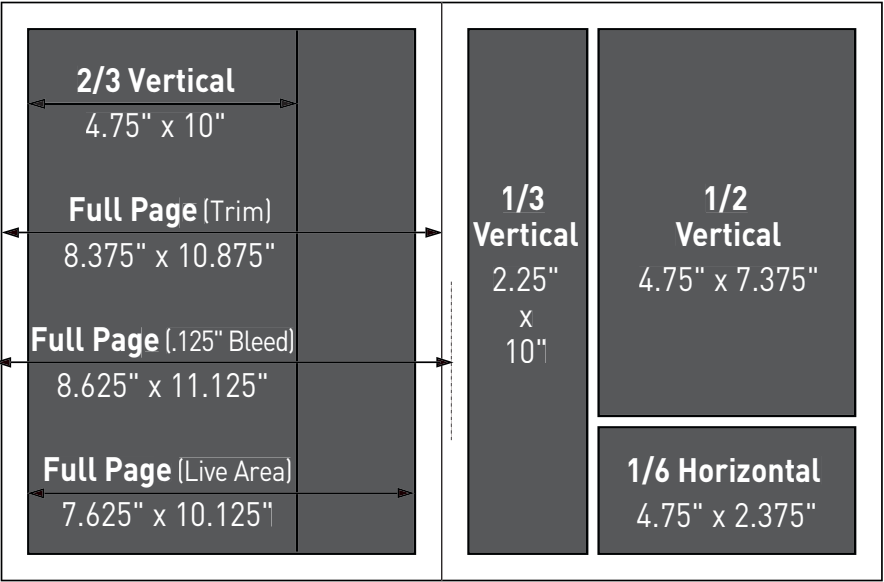 2/3 Vertical
4.75" x 10"
Full Page (Trim)
8.375" x 10.875"
Full Page (.125" Bleed)
8.625" x 11.125"
Full Page (Live Area)
7.625" x 10.125"
1/3
Vertical
2.25"
x
10"
1/2
Vertical
4.75" x 7.375"
1/6 Horizontal
4.75" x 2.375"